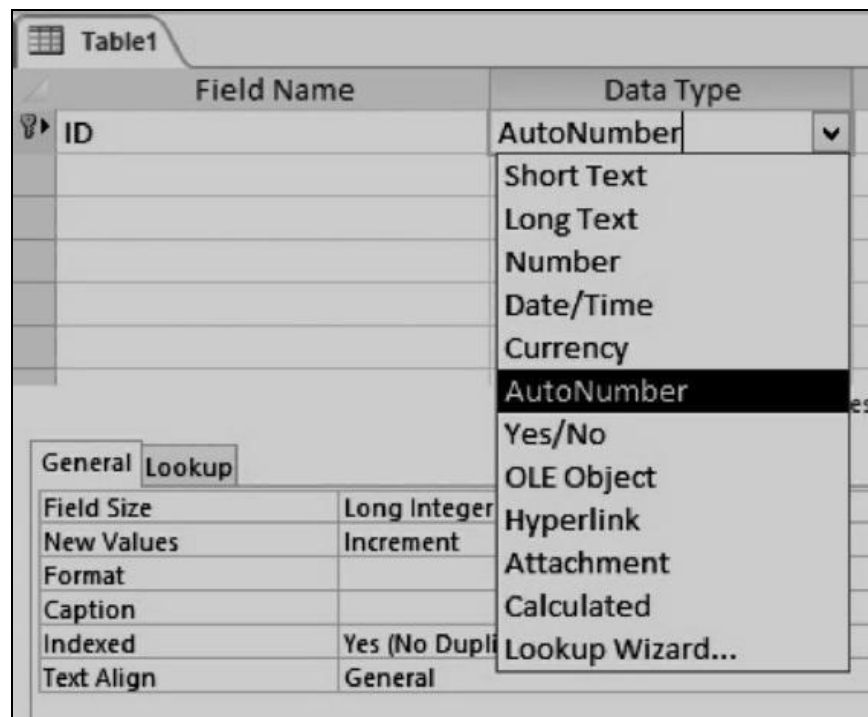 Table1
Field Name Data Type
ID AutoNumber
Short Text
Long Text
Number
Date/Time
Currency
AutoNumber
Yes/No
OLE Object
Hyperlink
Attachment
Calculated
Lookup Wizard...
General Lookup
Field Size Long Integer
New Values Increment
Format
Caption
Indexed Yes (No Dupli
Text Align General